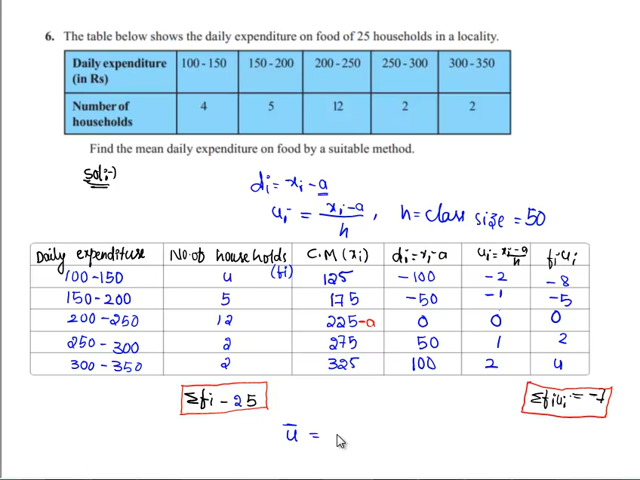 6. The table below shows the daily expenditure on food of 25 households in a locality.
Daily expenditure (in Rs) 100 - 150 150 - 200 200 - 250 250 - 300 300 - 350
Number of households 4 5 12 2 2
Find the mean daily expenditure on food by a suitable method.
Sol:-)
di = xi - a
ui = xi-a/h , h = class size = 50
Daily expenditure No. of households (fi) C.M (xi) di = xi - a ui = xi-a/h fi ui
100-150 4 125 -100 -2 -8
150-200 5 175 -50 -1 -5
200-250 12 225-a 0 0 0
250-300 2 275 50 1 2
300-350 2 325 100 2 4
Σfi - 25 Σfiui = -7
ū =